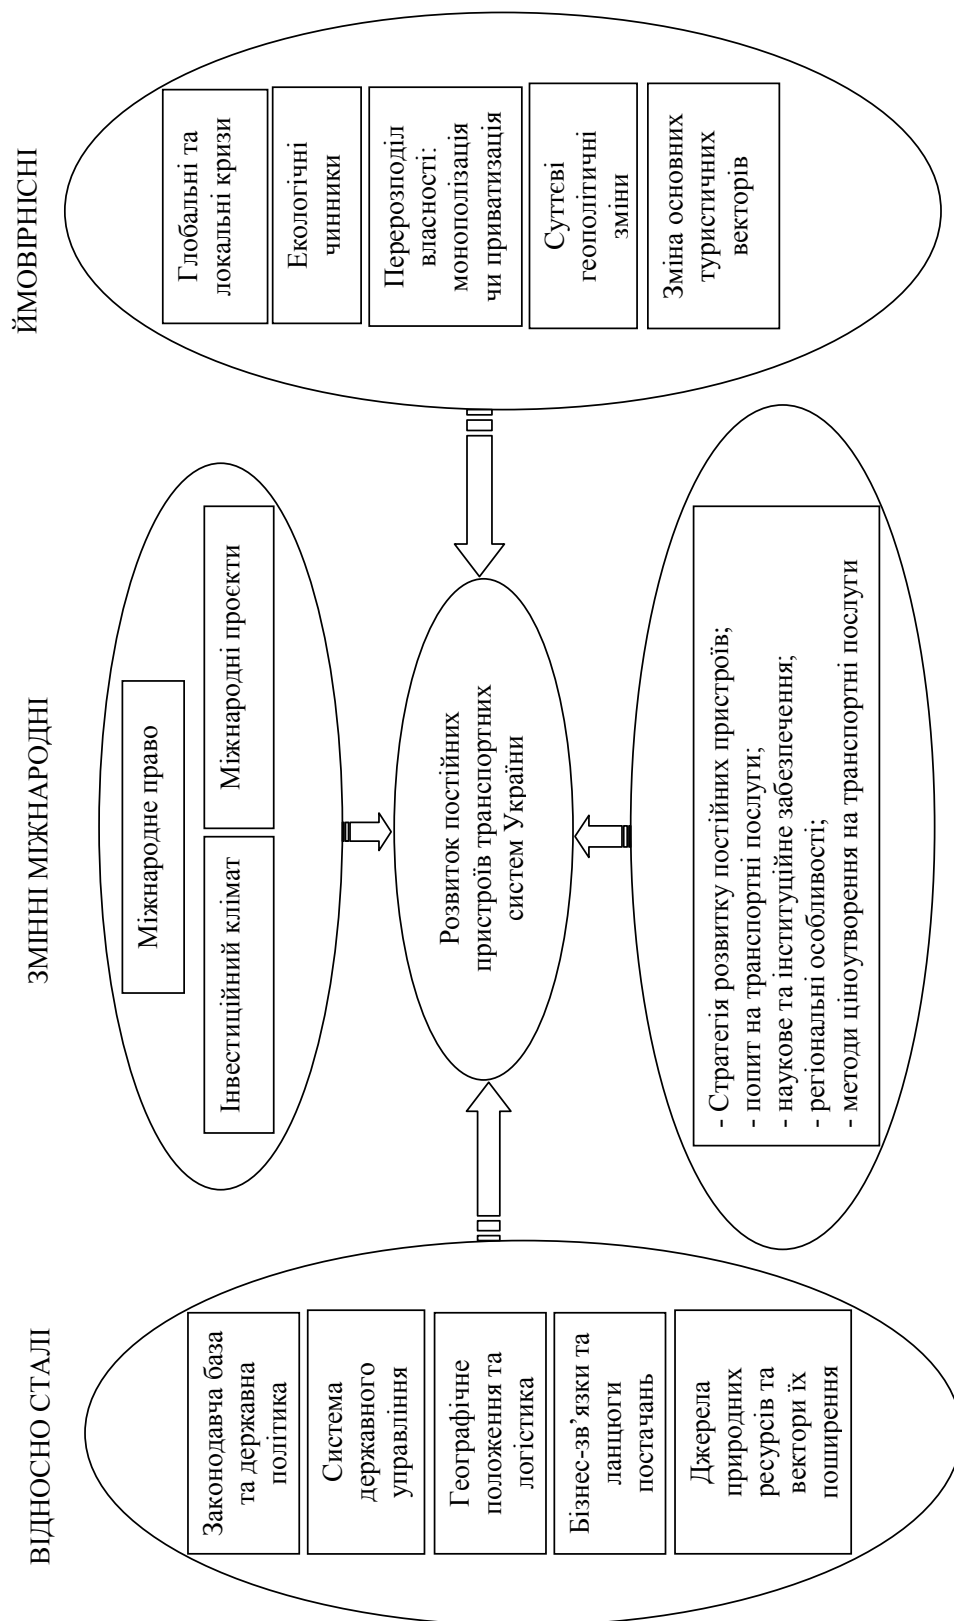 ВІДНОСНО СТАЛІ
Законодавча база
та державна
політика
Система
державного
управління
Географічне
положення та
логістика
Бізнес-зв’язки та
ланцюги
постачань
Джерела
природних
ресурсів та
вектори їх
поширення
ЗМІННІ МІЖНАРОДНІ
Міжнародне право
Інвестиційний клімат
Міжнародні проєкти
Розвиток постійних
пристроїв транспортних
систем України
- Стратегія розвитку постійних пристроїв;
- попит на транспортні послуги;
- наукове та інституційне забезпечення;
- регіональні особливості;
- методи ціноутворення на транспортні послуги
ЙМОВІРНІСНІ
Глобальні та
локальні кризи
Екологічні
чинники
Перерозподіл
власності:
монополізація
чи приватизація
Суттєві
геополітичні
зміни
Зміна основних
туристичних
векторів